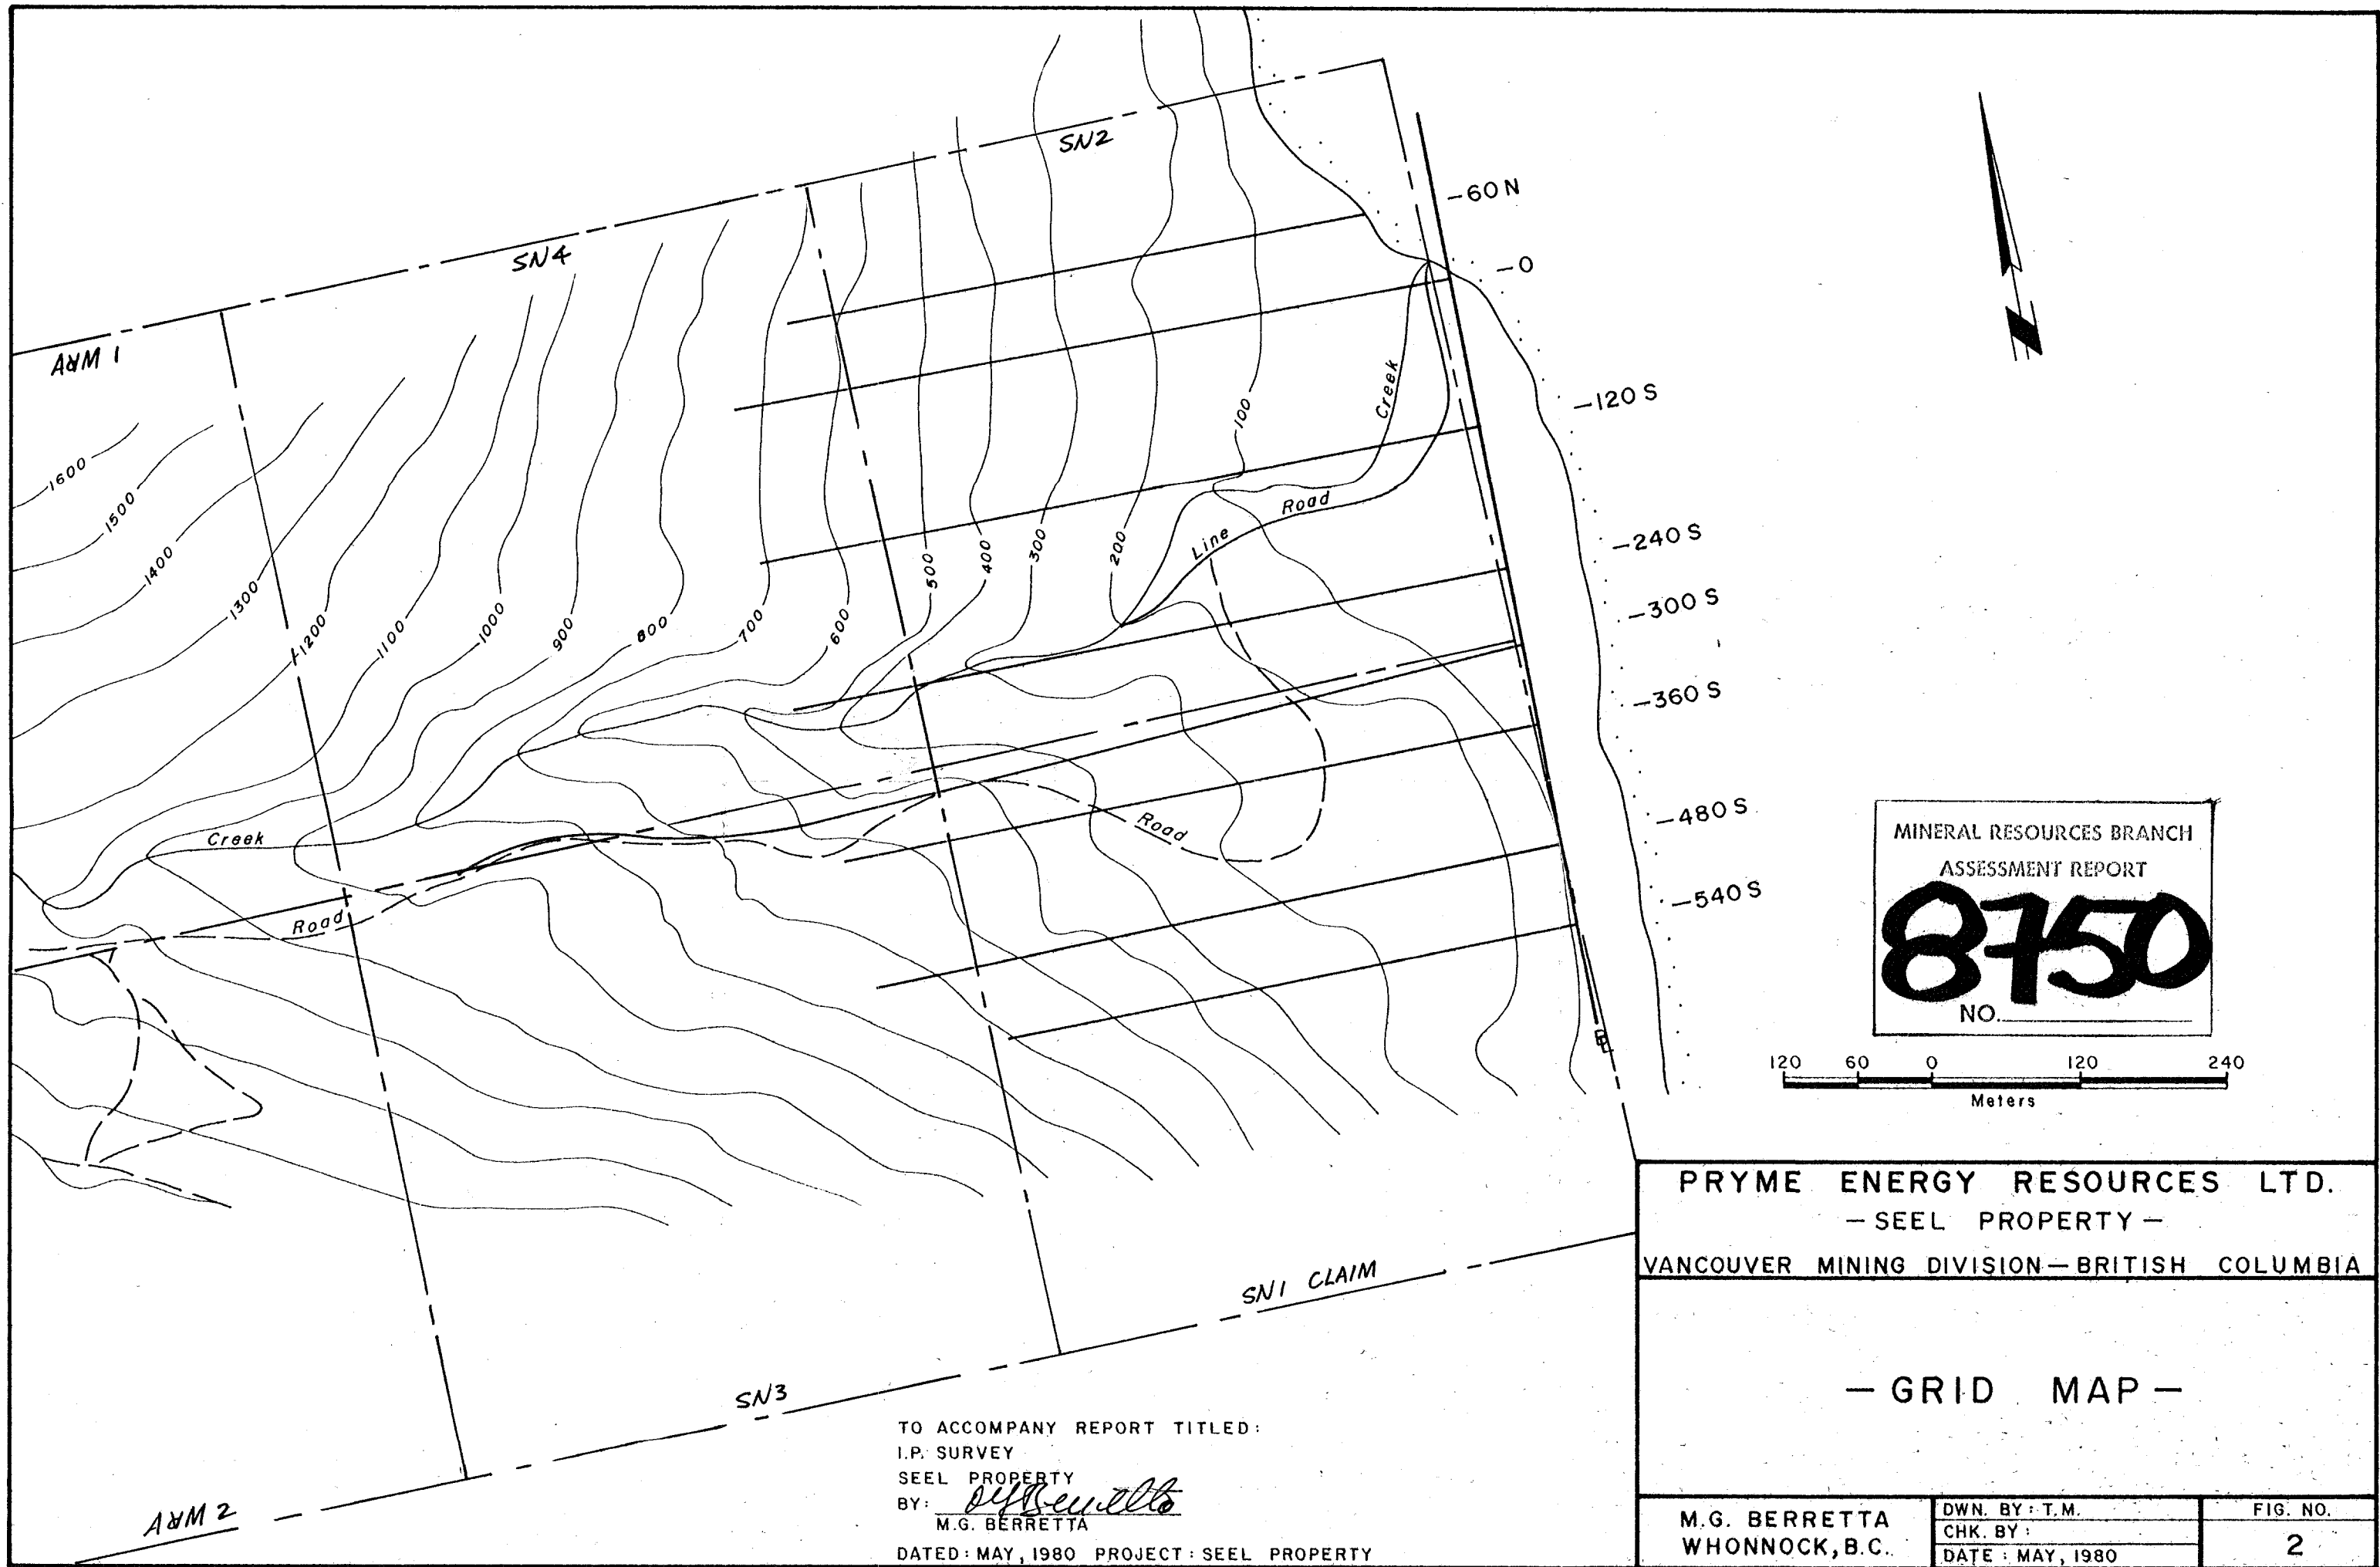 SN2
-60N
-0
SN4
A&M 1
-120 S
Creek
100
1600
1500
1400
1300
1200
1100
1000
900
800
700
600
500
400
300
200
Line Road
-240 S
-300 S
-360 S
-480 S
-540 S
Road
Creek
Road
MINERAL RESOURCES BRANCH
ASSESSMENT REPORT
8750
NO.
120 60 0 120 240
Meters
PRYME ENERGY RESOURCES LTD.
- SEEL PROPERTY -
VANCOUVER MINING DIVISION - BRITISH COLUMBIA
SN1 CLAIM
SN3
A&M 2
- GRID MAP -
TO ACCOMPANY REPORT TITLED:
I.P. SURVEY
SEEL PROPERTY
BY:
M.G. BERRETTA
DATED: MAY, 1980 PROJECT: SEEL PROPERTY
M.G. BERRETTA
WHONNOCK, B.C.
DWN. BY: T.M.
CHK. BY:
DATE: MAY, 1980
FIG. NO.
2